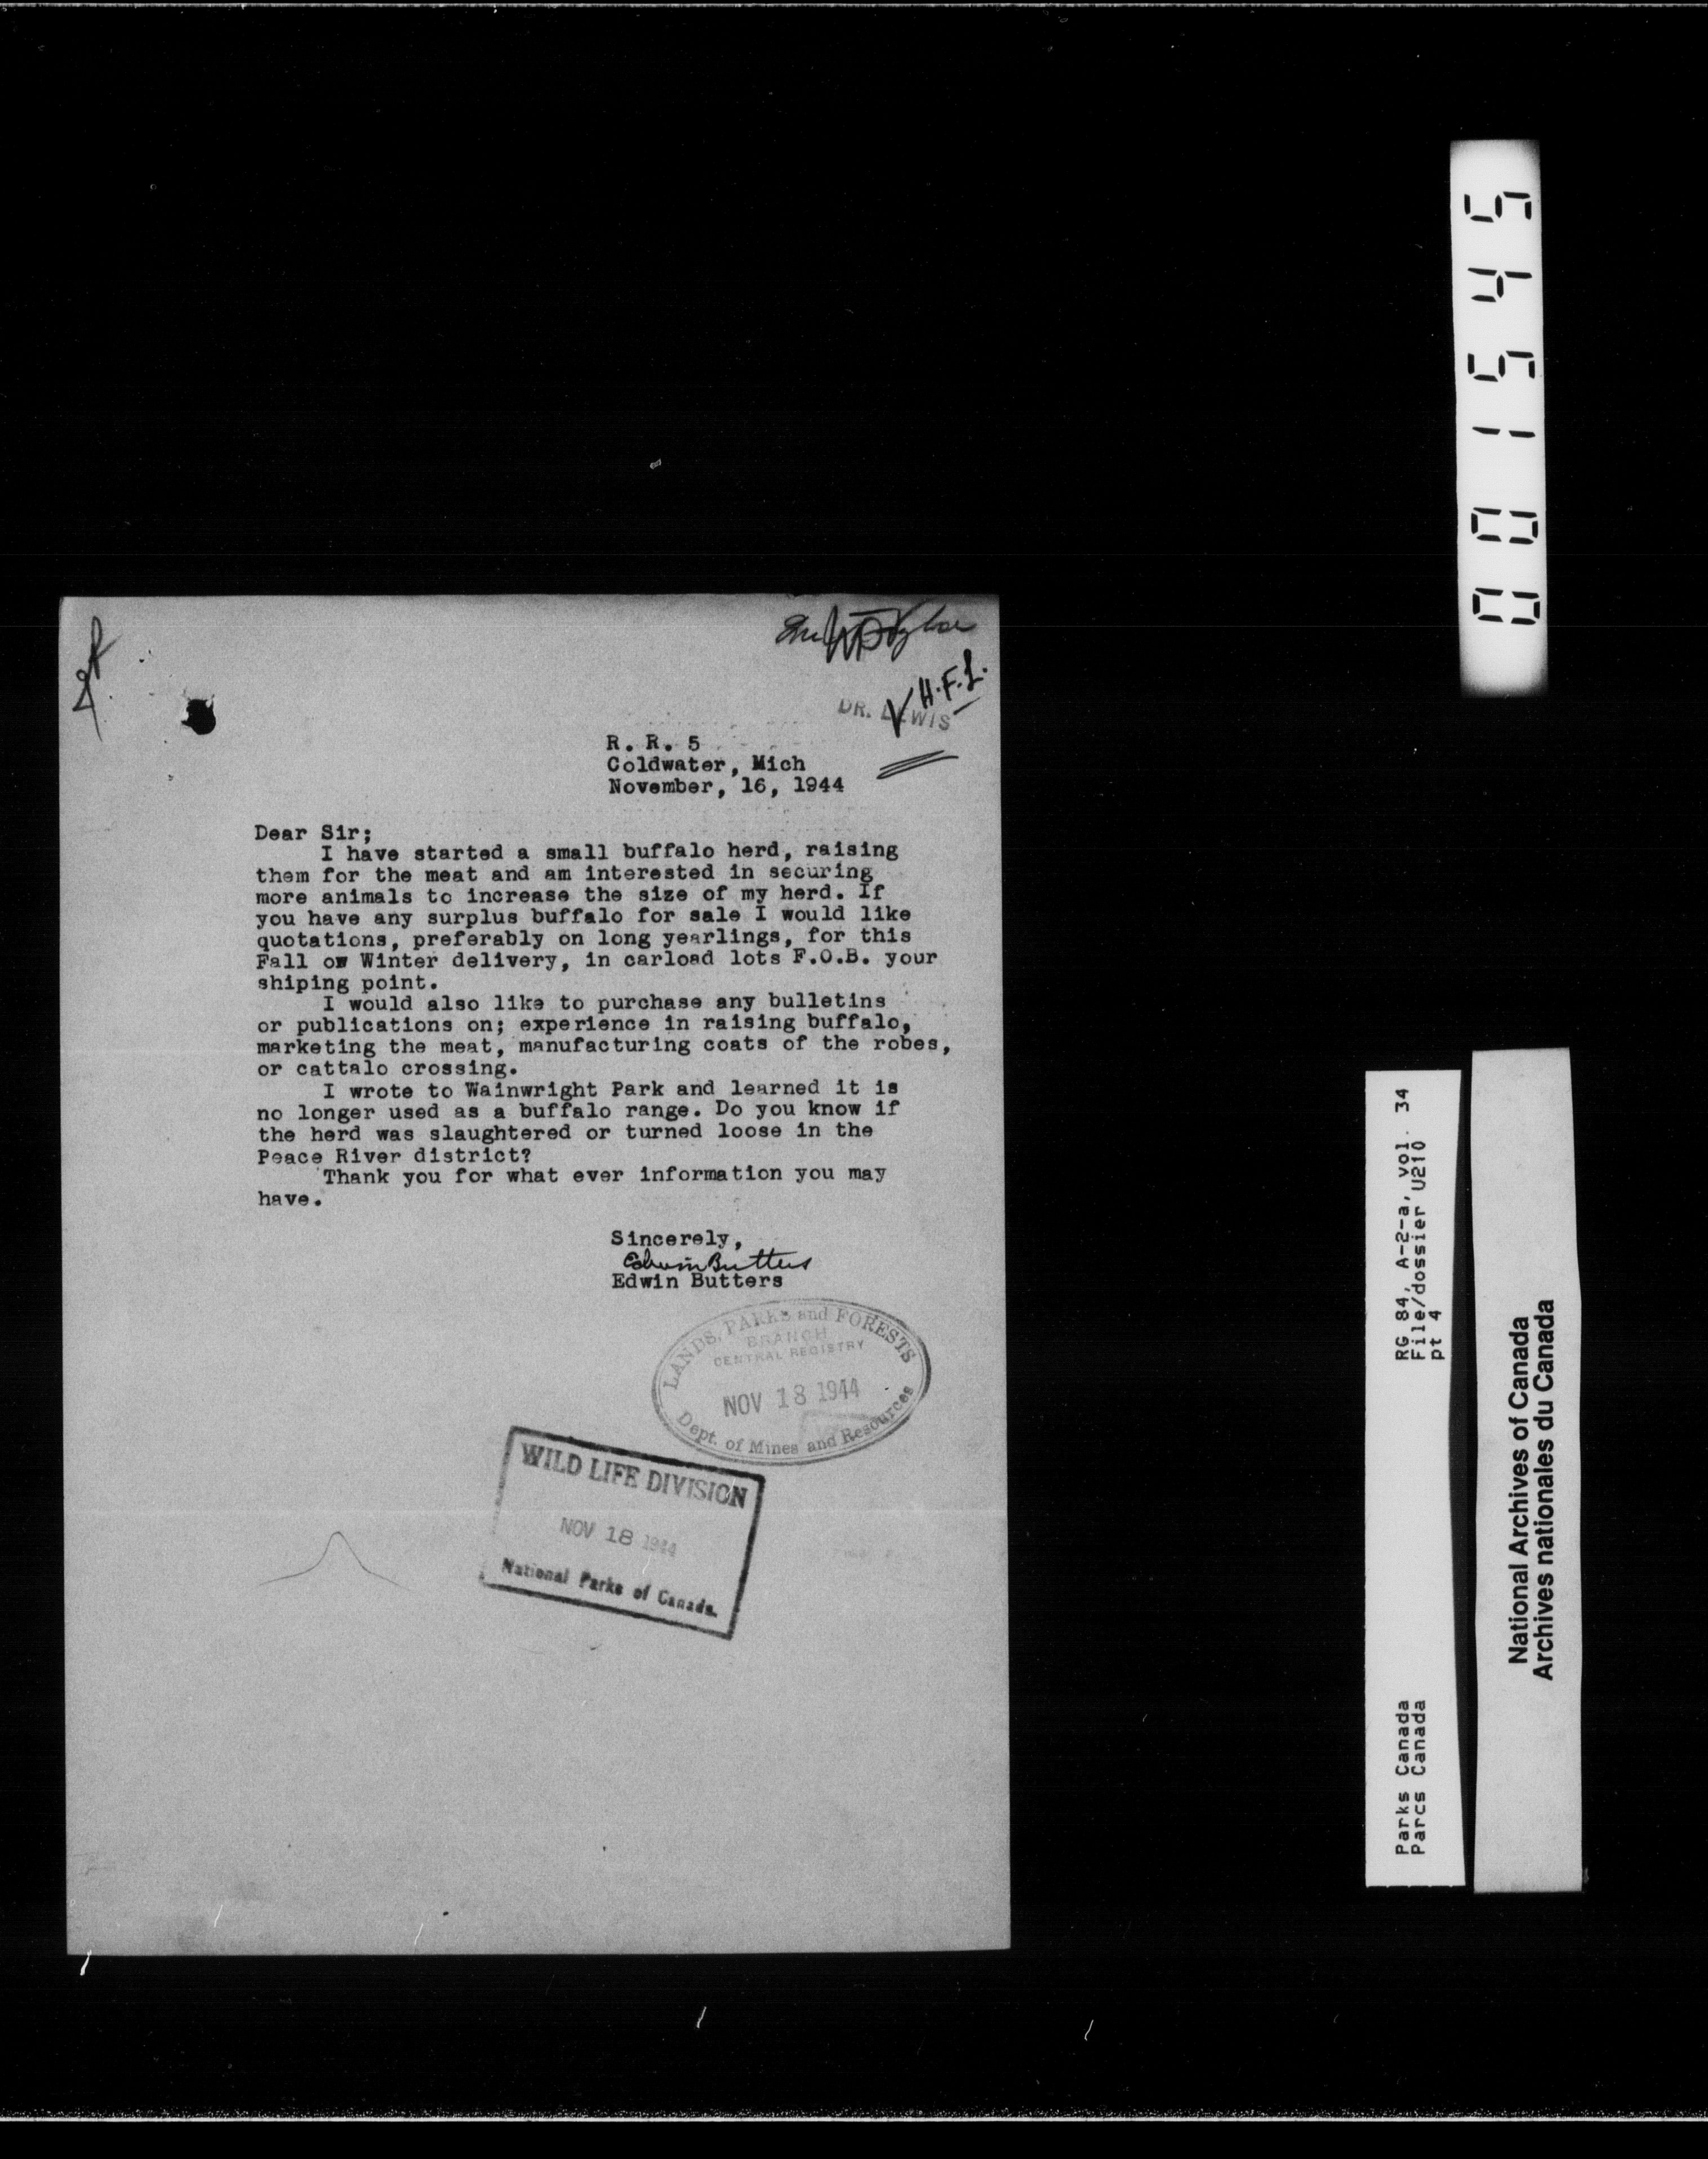 H.F.L.
DR. LEWIS
R. R. 5
Coldwater, Mich
November, 16, 1944
Dear Sir;
I have started a small buffalo herd, raising
them for the meat and am interested in securing
more animals to increase the size of my herd. If
you have any surplus buffalo for sale I would like
quotations, preferably on long yearlings, for this
Fall or Winter delivery, in carload lots F.O.B. your
shiping point.
I would also like to purchase any bulletins
or publications on; experience in raising buffalo,
marketing the meat, manufacturing coats of the robes,
or cattalo crossing.
I wrote to Wainwright Park and learned it is
no longer used as a buffalo range. Do you know if
the herd was slaughtered or turned loose in the
Peace River district?
Thank you for what ever information you may
have.
Sincerely,
Edwin Butters
Edwin Butters
LANDS, PARKS and FORESTS
BRANCH
CENTRAL REGISTRY
NOV 18 1944
Dept. of Mines and Resources
WILD LIFE DIVISION
NOV 18 1944
National Parks of Canada.
001545
RG 84, A-2-a, vol. 34
File/dossier U210
pt 4
Parks Canada
Parcs Canada
National Archives of Canada
Archives nationales du Canada